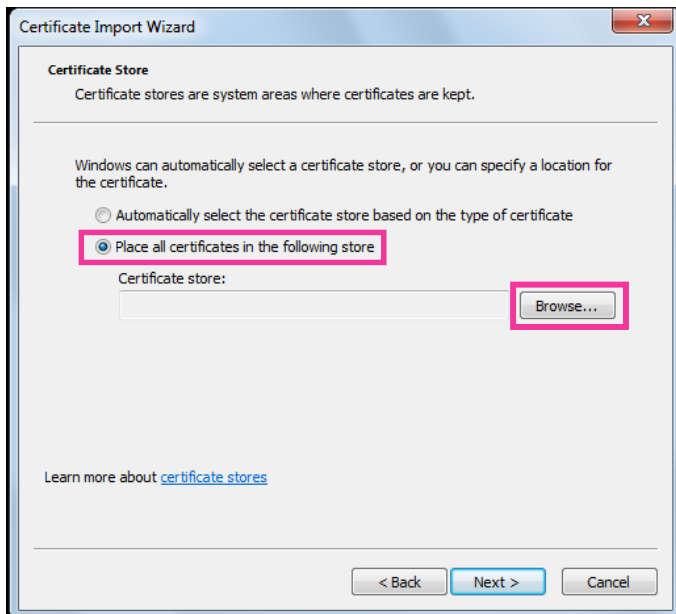 Certificate Import Wizard
Certificate Store
Certificate stores are system areas where certificates are kept.
Windows can automatically select a certificate store, or you can specify a location for
the certificate.
Automatically select the certificate store based on the type of certificate
Place all certificates in the following store
Certificate store:
Browse...
Learn more about certificate stores
< Back
Next >
Cancel